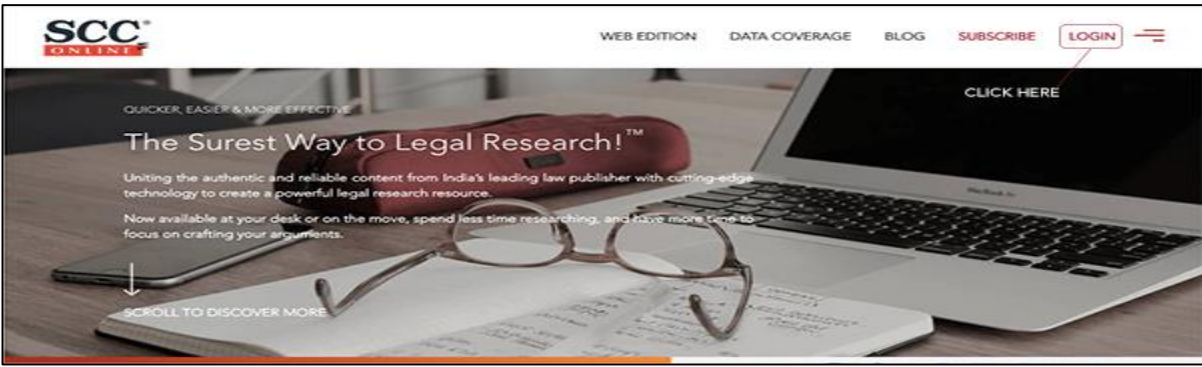 SCC®
ONLINE
WEB EDITION DATA COVERAGE BLOG SUBSCRIBE LOGIN
CLICK HERE
QUICKER, EASIER & MORE EFFECTIVE
The Surest Way to Legal Research!™
Uniting the authentic and reliable content from India's leading law publisher with cutting-edge
technology to create a powerful legal research resource.
Now available at your desk or on the move, spend less time researching, and have more time to
focus on crafting your arguments.
SCROLL TO DISCOVER MORE
MacBook Air